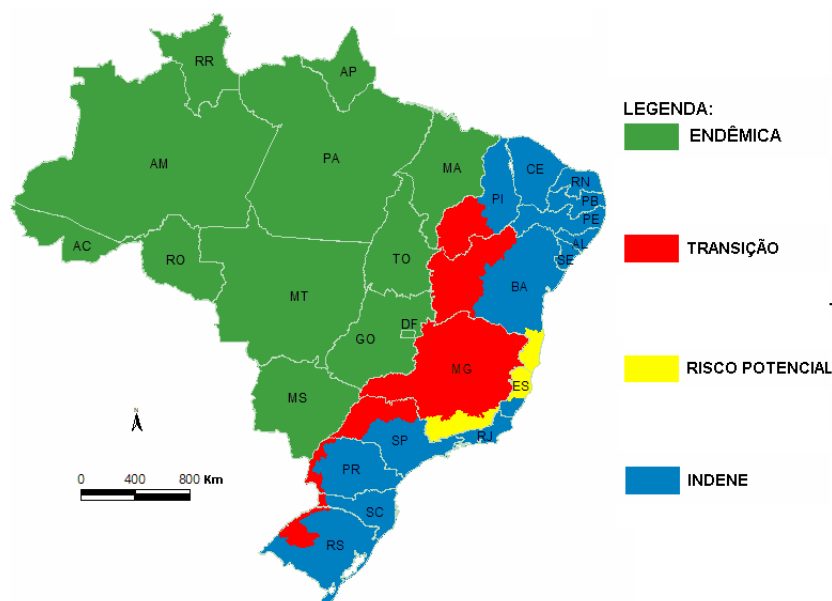 RR
AP
LEGENDA:
ENDÊMICA
AM
PA
MA
CE
RN
PI
PB
PE
AC
RO
TO
AL
SE
TRANSIÇÃO
BA
MT
DF
GO
MG
RISCO POTENCIAL
ES
MS
N
SP
RJ
PR
0 400 800 Km
INDENE
SC
RS